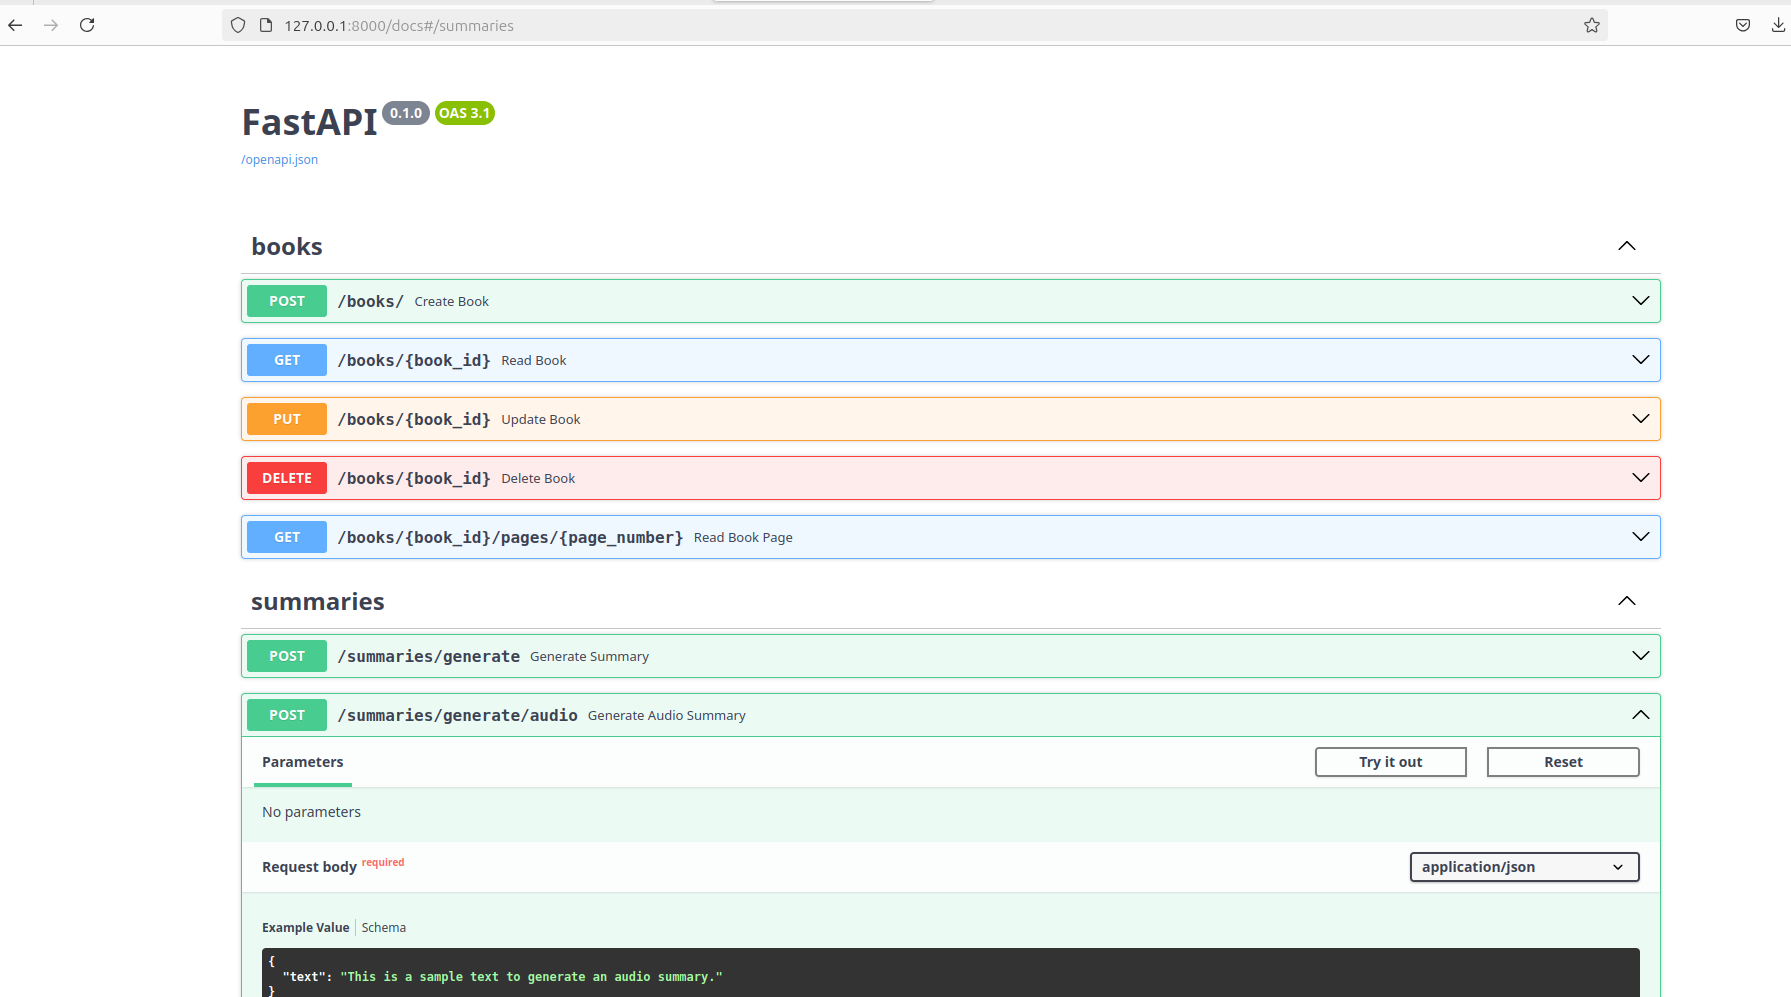 127.0.0.1:8000/docs#/summaries
FastAPI 0.1.0 OAS 3.1
/openapi.json
books
POST /books/ Create Book
GET /books/{book_id} Read Book
PUT /books/{book_id} Update Book
DELETE /books/{book_id} Delete Book
GET /books/{book_id}/pages/{page_number} Read Book Page
summaries
POST /summaries/generate Generate Summary
POST /summaries/generate/audio Generate Audio Summary
Parameters Try it out Reset
No parameters
Request body required application/json
Example Value Schema
{
"text": "This is a sample text to generate an audio summary."
}